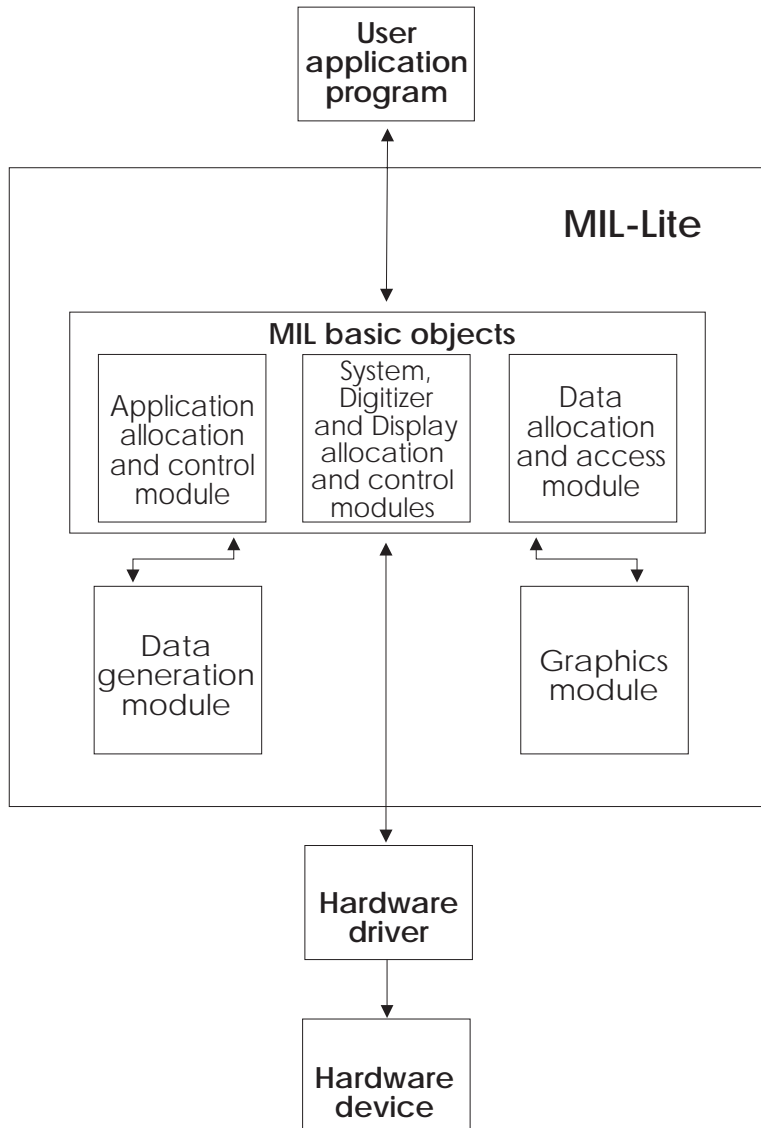 User
application
program
MIL-Lite
MIL basic objects
Application
allocation
and control
module
System,
Digitizer
and Display
allocation
and control
modules
Data
allocation
and access
module
Data
generation
module
Graphics
module
Hardware
driver
Hardware
device